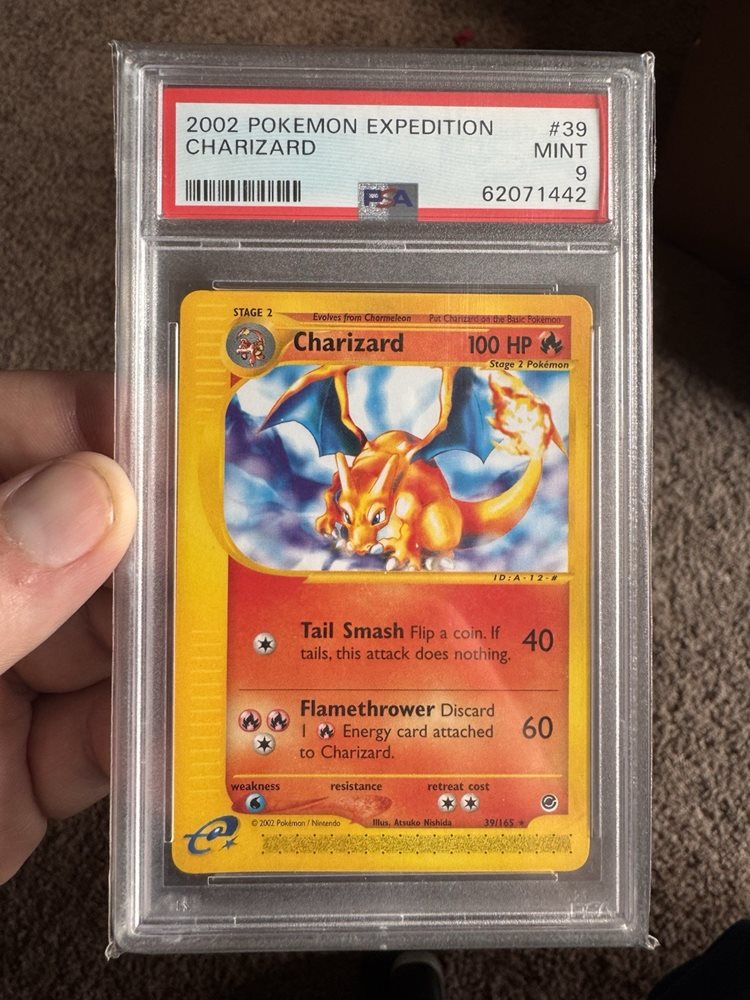 2002 POKEMON EXPEDITION #39
CHARIZARD MINT
9
PSA 62071442
STAGE 2 Evolves from Charmeleon Put Charizard on the Basic Pokémon
Charizard 100 HP
Stage 2 Pokémon
ID:A-12-#
Tail Smash Flip a coin. If
tails, this attack does nothing. 40
Flamethrower Discard
1 Energy card attached
to Charizard. 60
weakness resistance retreat cost
© 2002 Pokémon / Nintendo Illus. Atsuko Nishida 39/165 ★
e